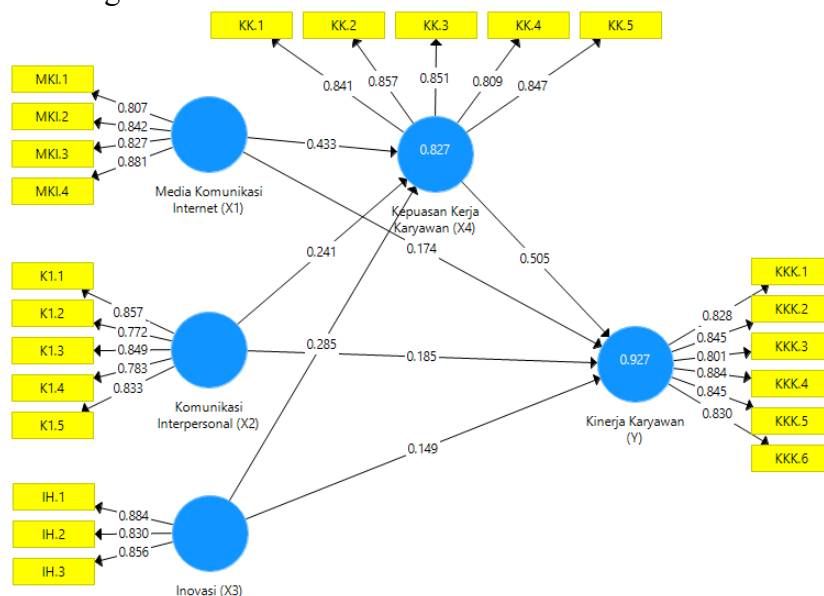 KK.1
KK.2
KK.3
KK.4
KK.5
0.841
0.857
0.851
0.809
0.847
MKI.1
MKI.2
MKI.3
MKI.4
0.807
0.842
0.827
0.881
Media Komunikasi
Internet (X1)
0.433
0.827
Kepuasan Kerja
Karyawan (X4)
0.241
0.174
0.505
K1.1
K1.2
K1.3
K1.4
K1.5
0.857
0.772
0.849
0.783
0.833
Komunikasi
Interpersonal (X2)
0.285
0.185
0.149
0.927
Kinerja Karyawan
(Y)
KKK.1
KKK.2
KKK.3
KKK.4
KKK.5
KKK.6
0.828
0.845
0.801
0.884
0.845
0.830
IH.1
IH.2
IH.3
0.884
0.830
0.856
Inovasi (X3)